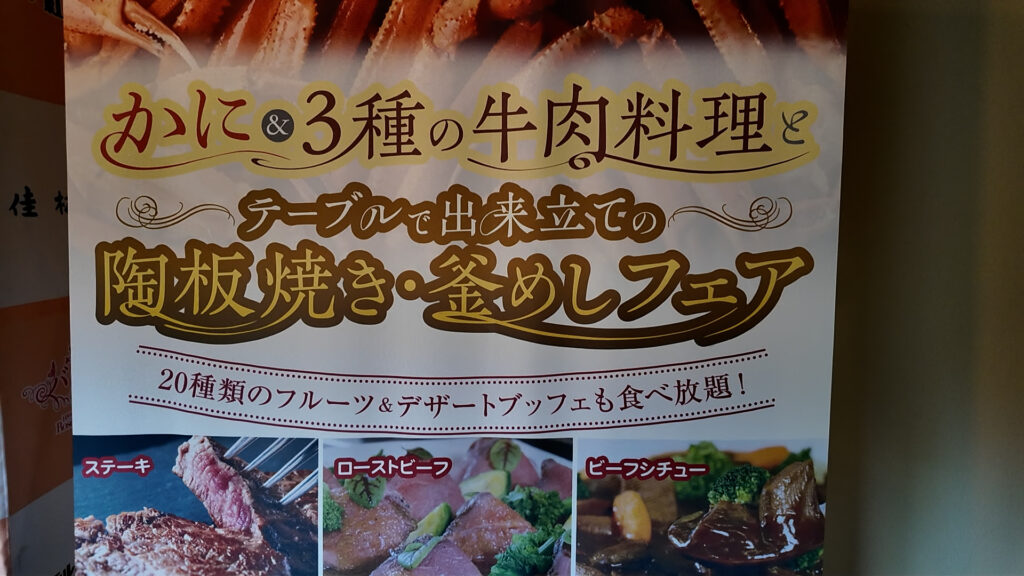 かに&3種の牛肉料理と
テーブルで出来立ての
陶板焼き・釜めしフェア
20種類のフルーツ&デザートブッフェも食べ放題!
ステーキ
ローストビーフ
ビーフシチュー
佳